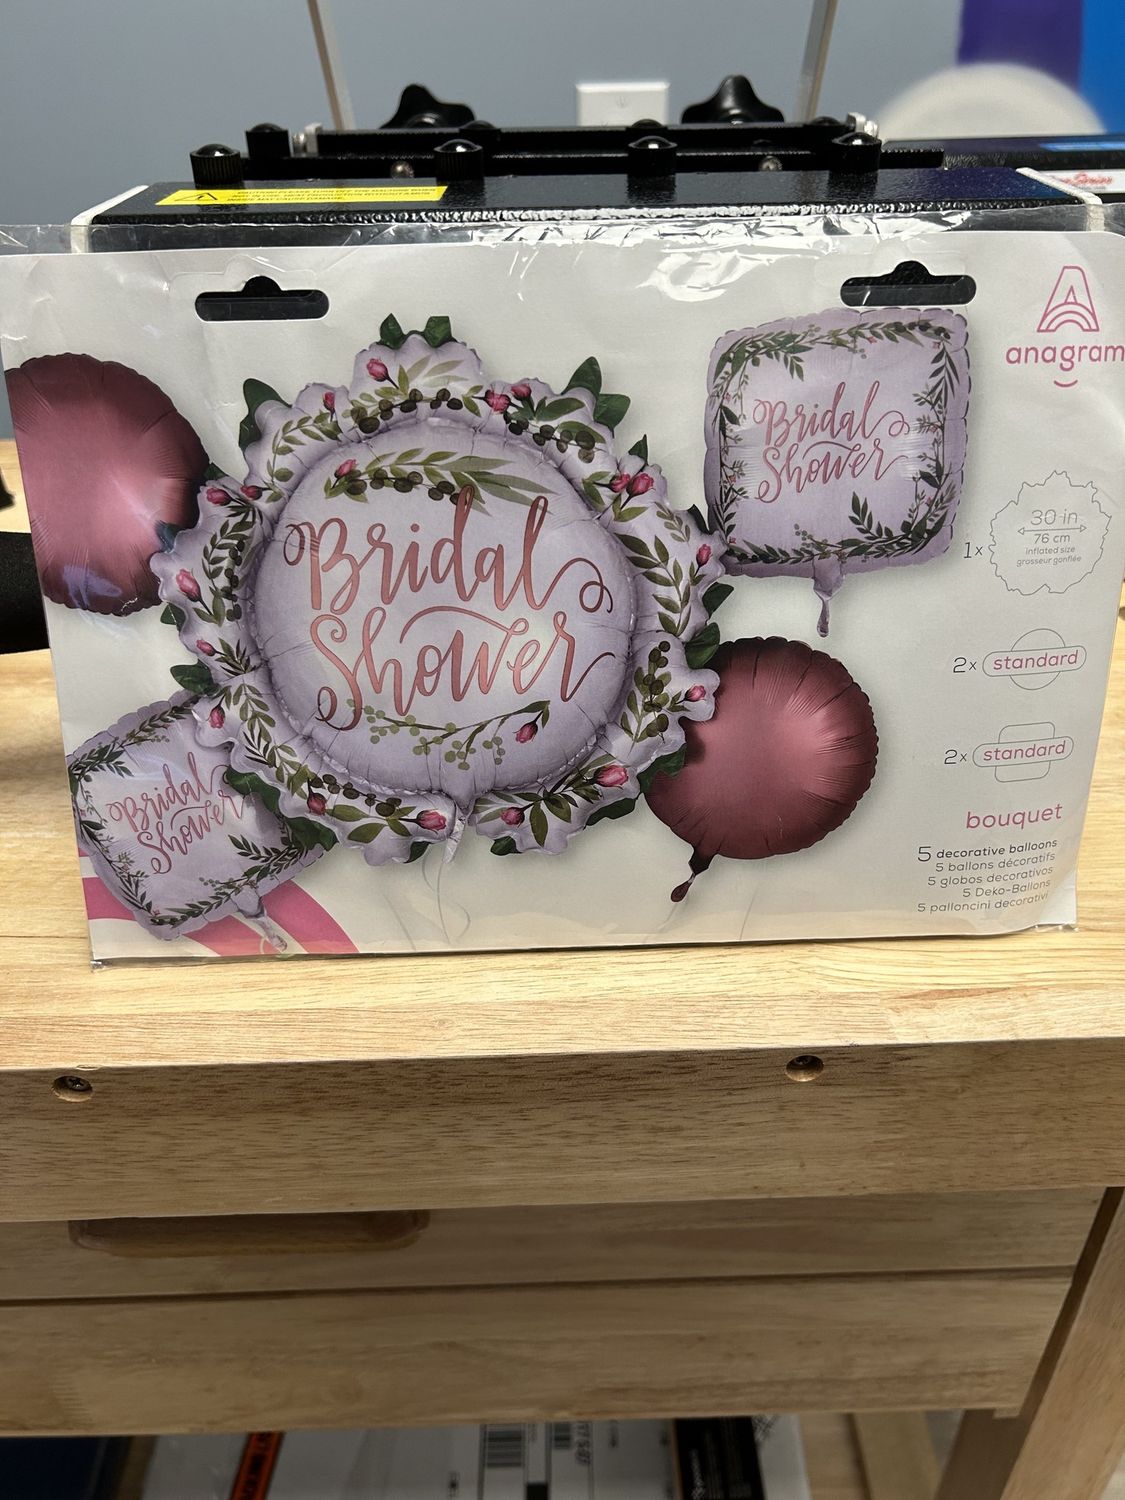 anagram
Bridal
Shower
Bridal
Shower
Bridal
Shower
1x
30 in
76 cm
inflated size
grosseur gonflée
2x standard
2x standard
bouquet
5 decorative balloons
5 ballons décoratifs
5 globos decorativos
5 Deko-Ballons
5 palloncini decorativi